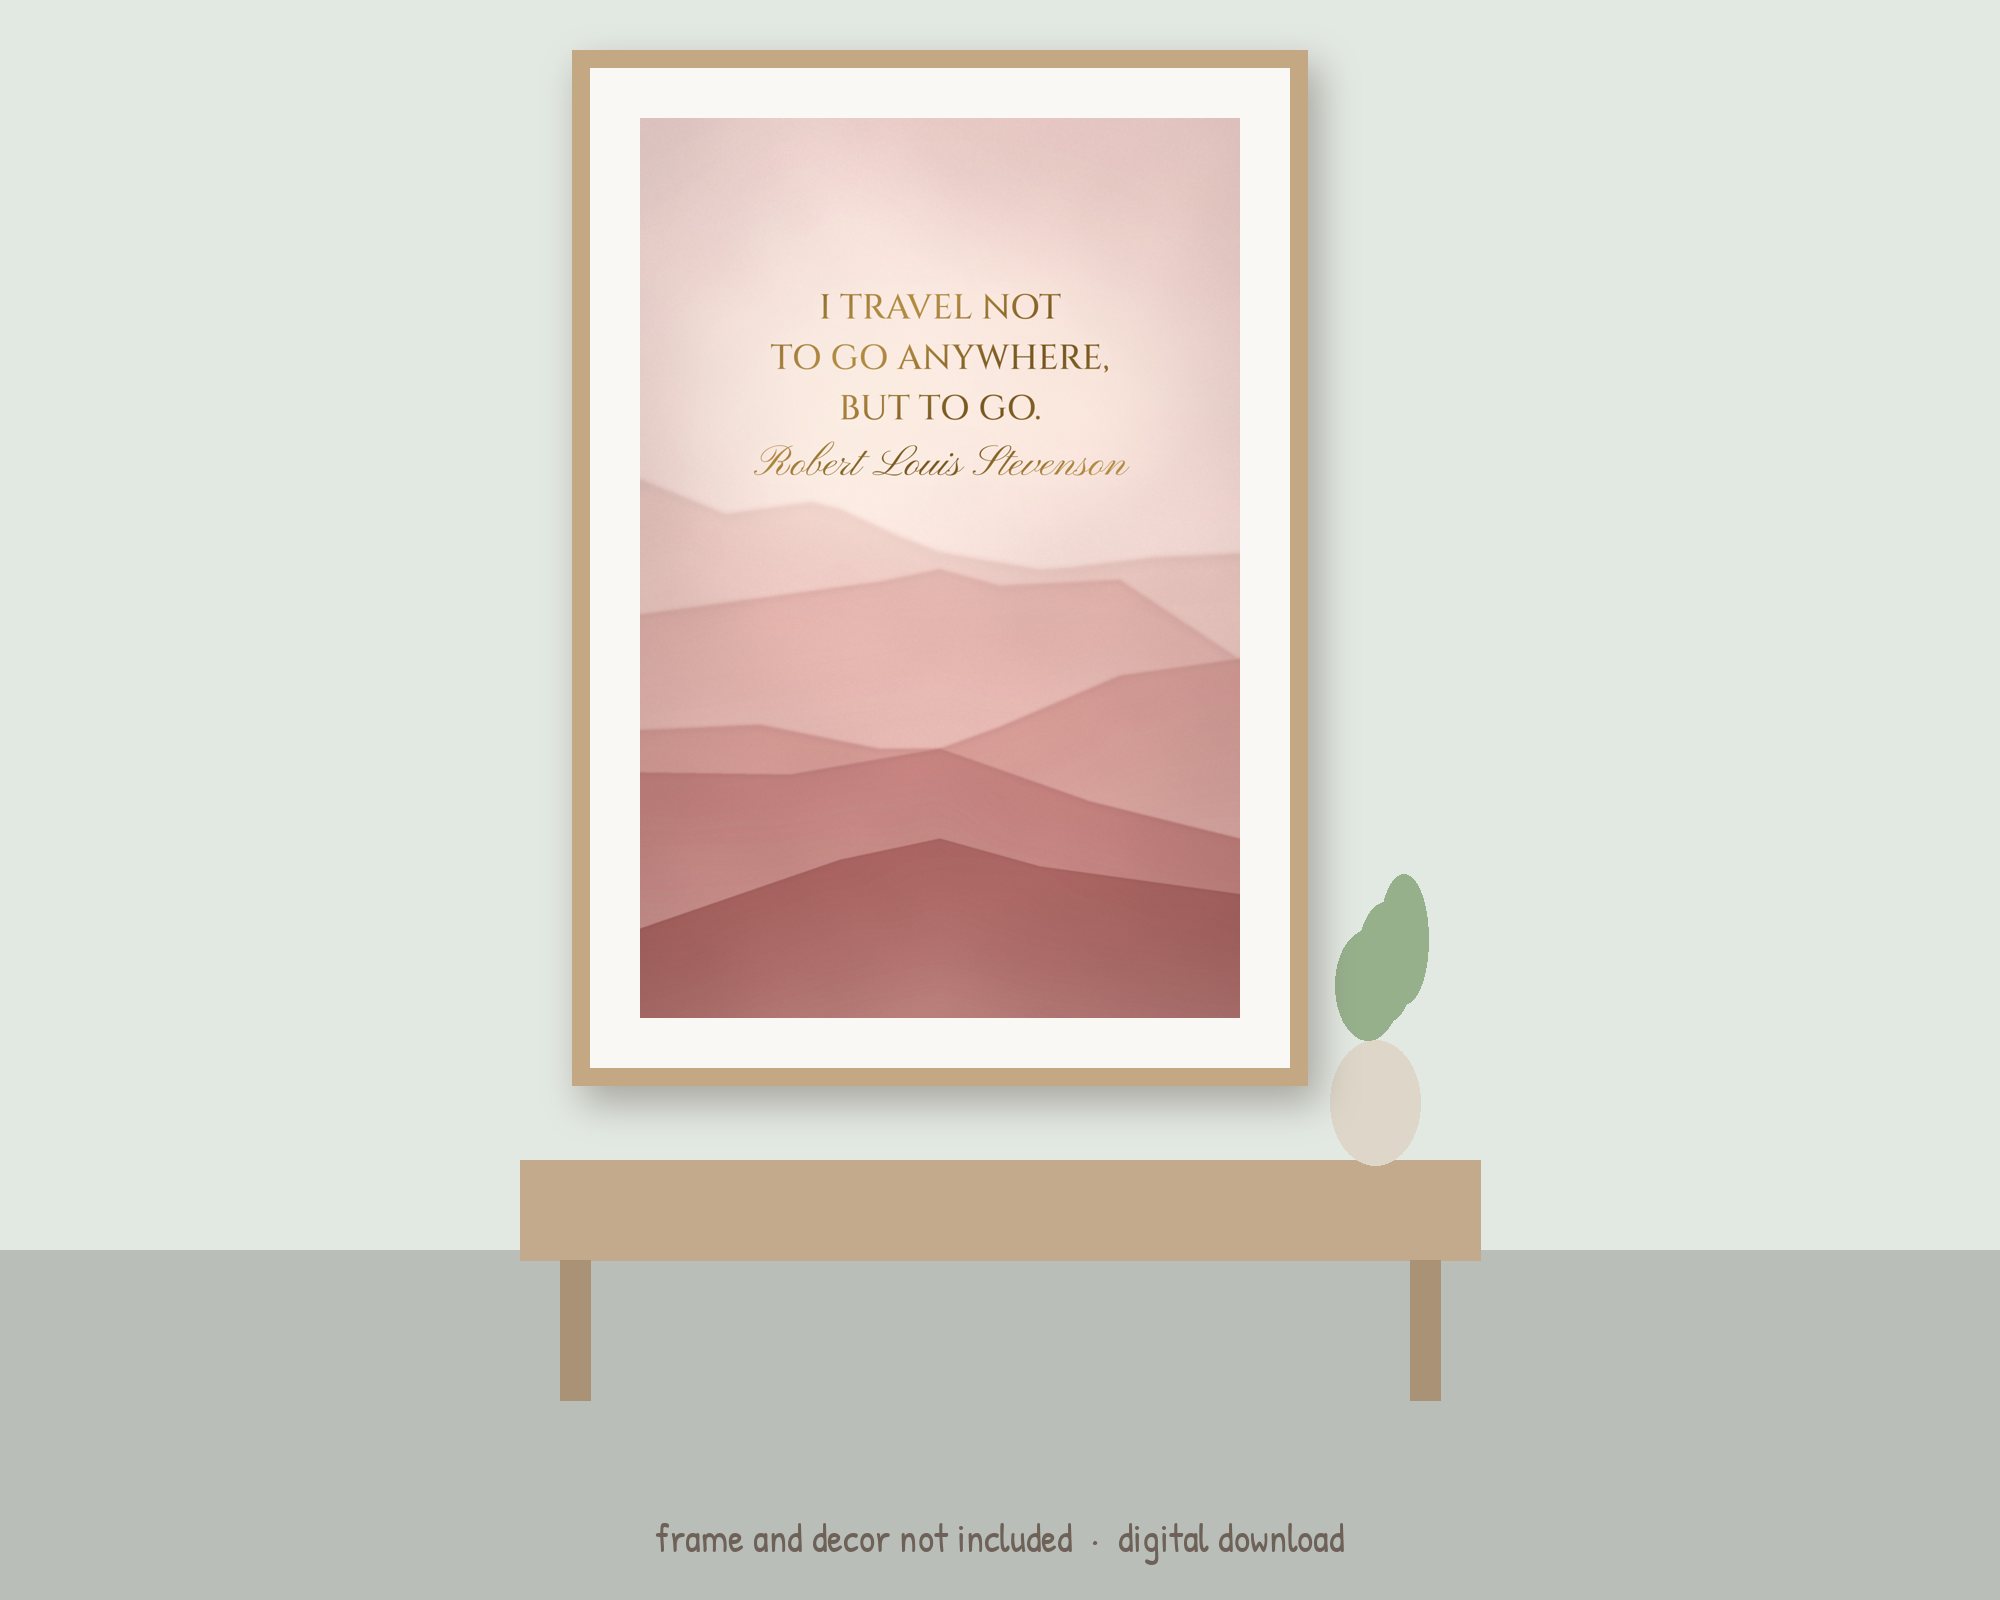 I TRAVEL NOT
TO GO ANYWHERE,
BUT TO GO.
Robert Louis Stevenson
frame and decor not included · digital download